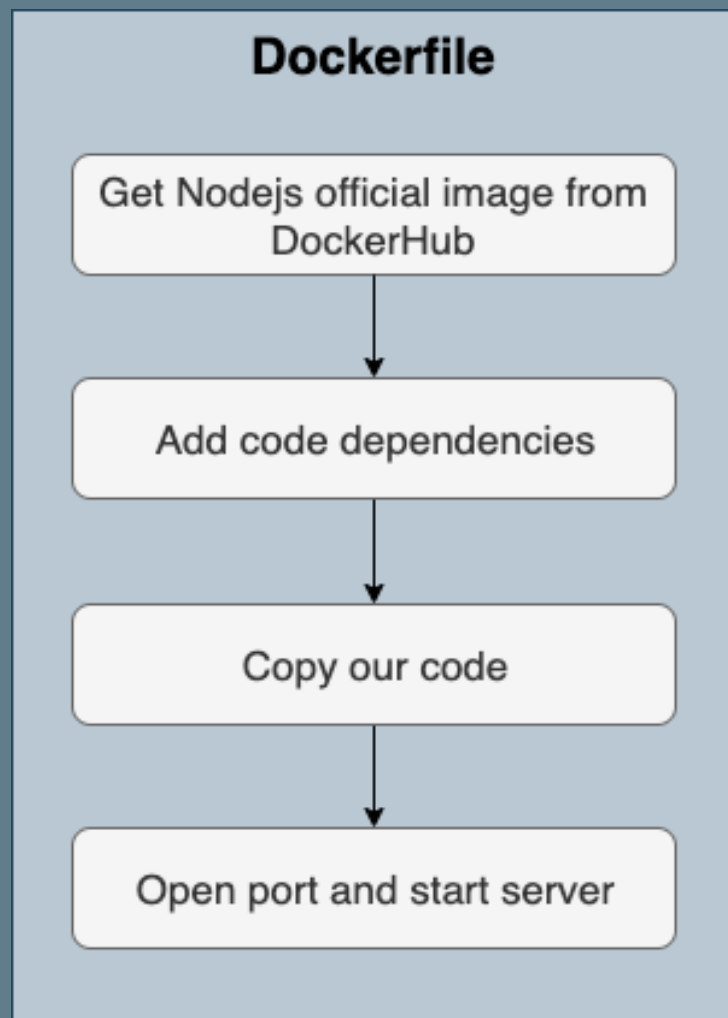 Dockerfile
Get Nodejs official image from
DockerHub
Add code dependencies
Copy our code
Open port and start server